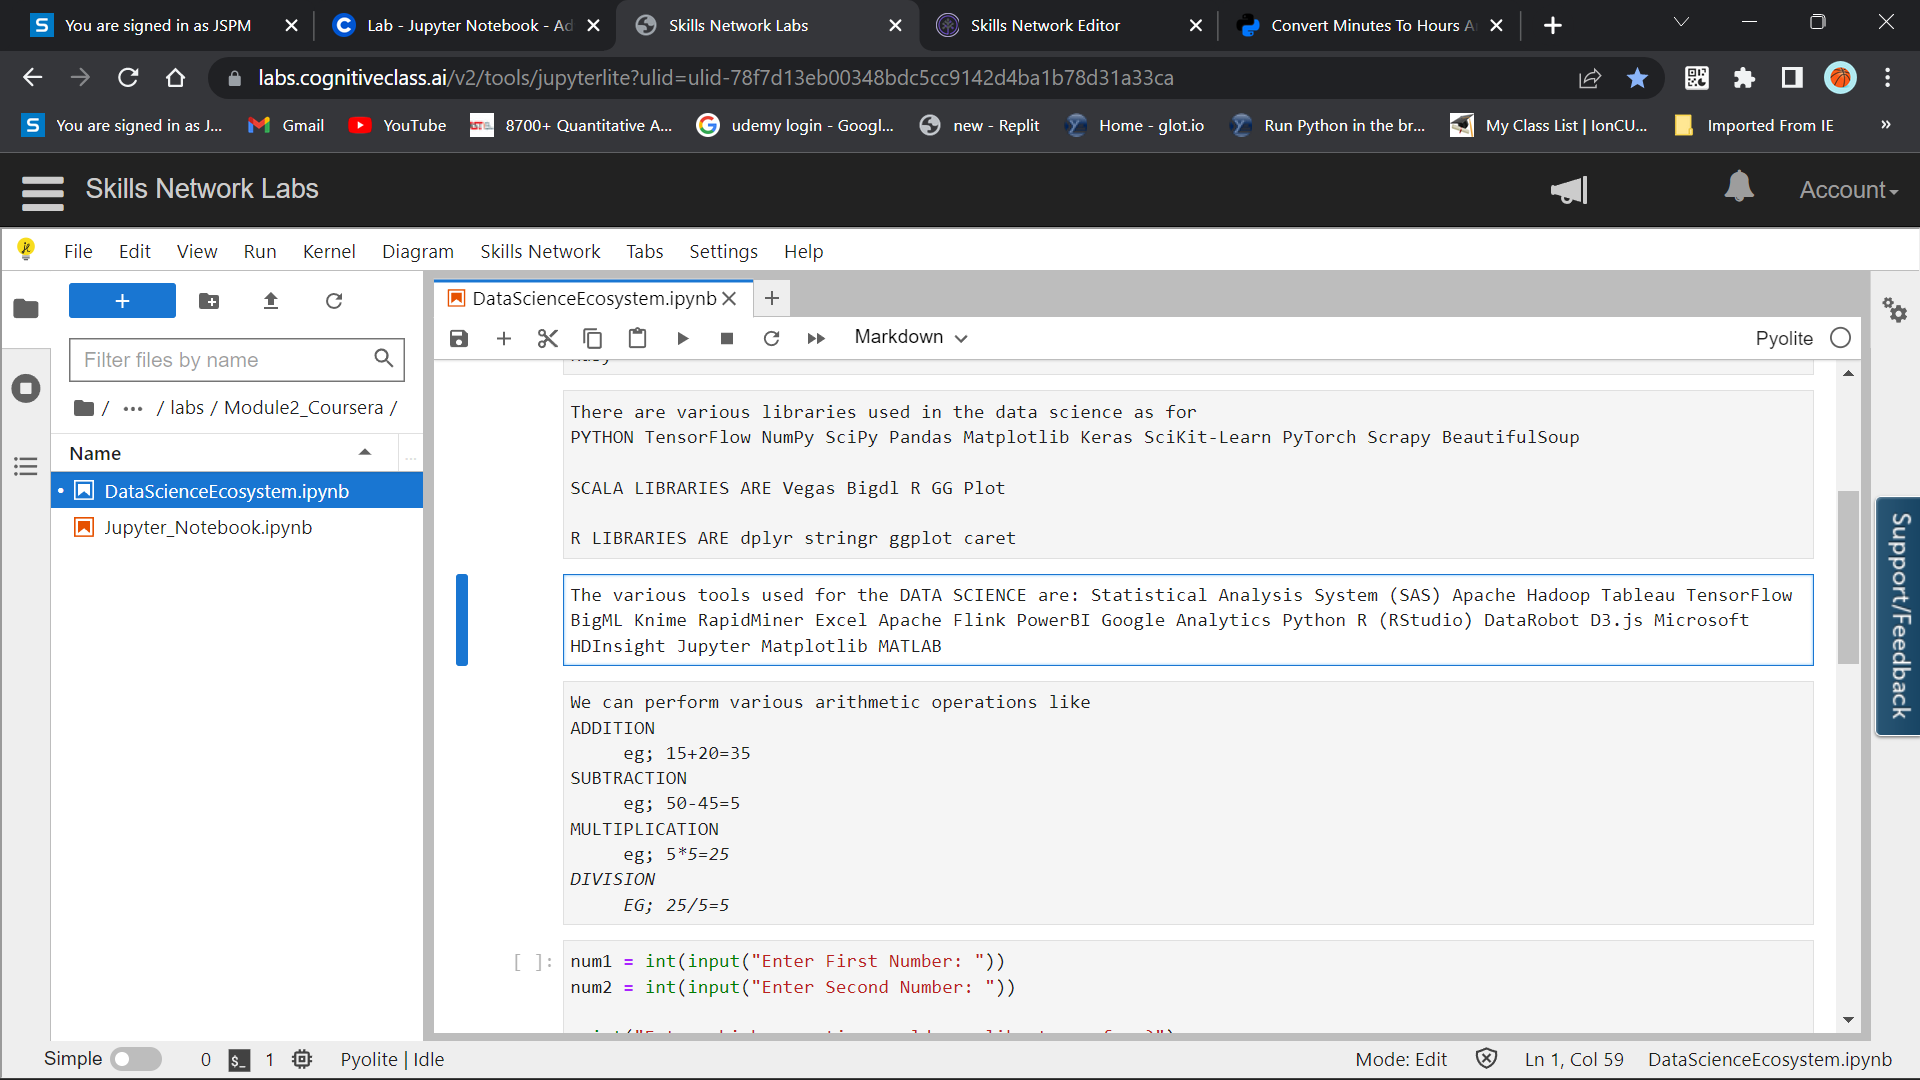 You are signed in as JSPM
Lab - Jupyter Notebook - Ad
Skills Network Labs
Skills Network Editor
Convert Minutes To Hours A
labs.cognitiveclass.ai/v2/tools/jupyterlite?ulid=ulid-78f7d13eb00348bdc5cc9142d4ba1b78d31a33ca
You are signed in as J...
Gmail
YouTube
8700+ Quantitative A...
udemy login - Googl...
new - Replit
Home - glot.io
Run Python in the br...
My Class List | IonCU...
Imported From IE
»
Skills Network Labs
Account
File Edit View Run Kernel Diagram Skills Network Tabs Settings Help
DataScienceEcosystem.ipynb
Markdown
Pyolite
Filter files by name
/ ··· / labs / Module2_Coursera /
Name
...
DataScienceEcosystem.ipynb
Jupyter_Notebook.ipynb
There are various libraries used in the data science as for
PYTHON TensorFlow NumPy SciPy Pandas Matplotlib Keras SciKit-Learn PyTorch Scrapy BeautifulSoup
SCALA LIBRARIES ARE Vegas Bigdl R GG Plot
R LIBRARIES ARE dplyr stringr ggplot caret
The various tools used for the DATA SCIENCE are: Statistical Analysis System (SAS) Apache Hadoop Tableau TensorFlow
BigML Knime RapidMiner Excel Apache Flink PowerBI Google Analytics Python R (RStudio) DataRobot D3.js Microsoft
HDInsight Jupyter Matplotlib MATLAB
We can perform various arithmetic operations like
ADDITION
eg; 15+20=35
SUBTRACTION
eg; 50-45=5
MULTIPLICATION
eg; 5*5=25
DIVISION
EG; 25/5=5
[ ]:
num1 = int(input("Enter First Number: "))
num2 = int(input("Enter Second Number: "))
Support/Feedback
Simple
0
$_
1
Pyolite | Idle
Mode: Edit
Ln 1, Col 59
DataScienceEcosystem.ipynb